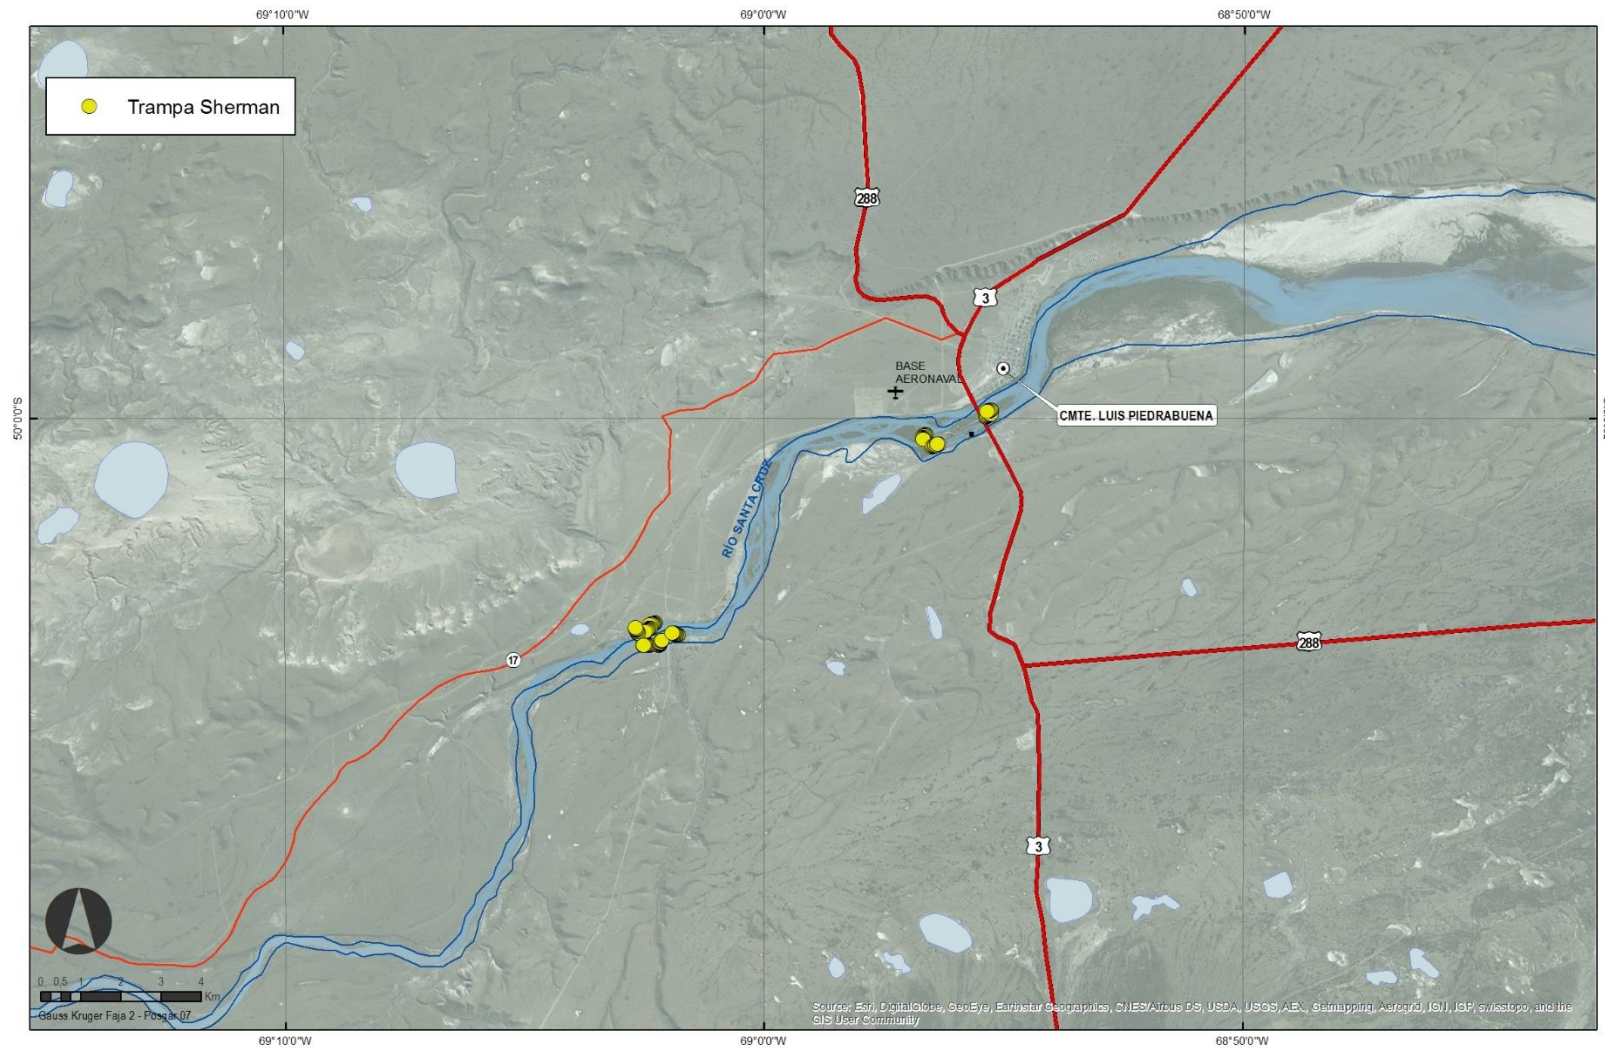 69°10'0"W
69°0'0"W
68°50'0"W
Trampa Sherman
288
3
BASE
AERONAVAL
50°0'0"S
CMTE. LUIS PIEDRABUENA
RÍO SANTA CRUZ
17
288
3
0 0,5 1 2 3 4
Km
Gauss Kruger Faja 2 - Posgar 07
Source: Esri, DigitalGlobe, GeoEye, Earthstar Geographics, CNES/Airbus DS, USDA, USGS, AEX, Getmapping, Aerogrid, IGN, IGP, swisstopo, and the
GIS User Community
69°10'0"W
69°0'0"W
68°50'0"W